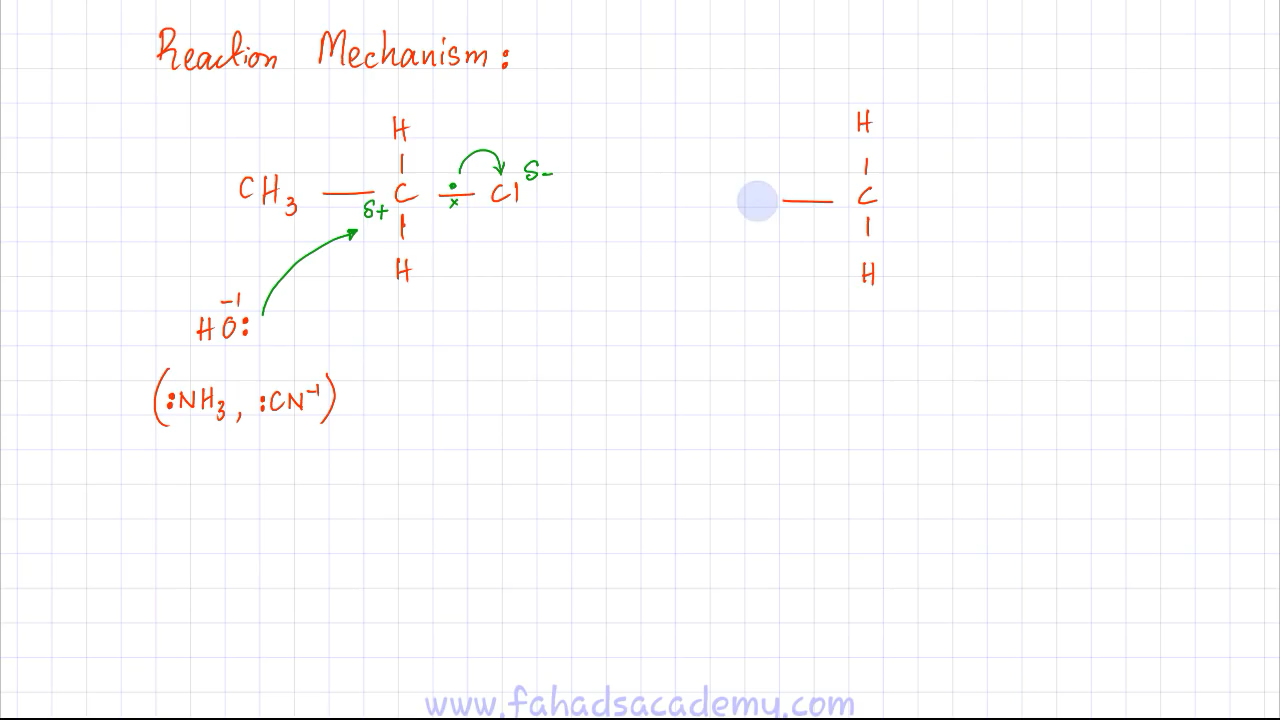 Reaction Mechanism:
H H
CH₃ — C — Cl δ- — C
δ+
H H
HO:⁻¹
(:NH₃, :CN⁻¹)
www.fahadsacademy.com